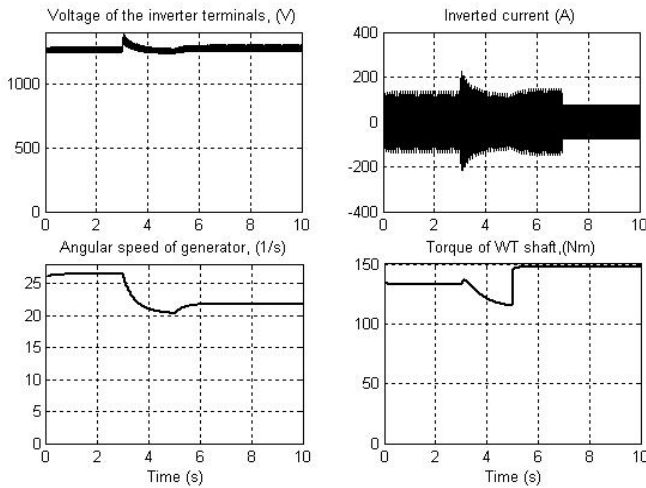 Voltage of the inverter terminals, (V)
1000
500
0
0 2 4 6 8 10
Inverted current (A)
400
200
0
-200
-400
0 2 4 6 8 10
Angular speed of generator, (1/s)
25
20
15
10
5
0
0 2 4 6 8 10
Time (s)
Torque of WT shaft,(Nm)
150
100
50
0
0 2 4 6 8 10
Time (s)